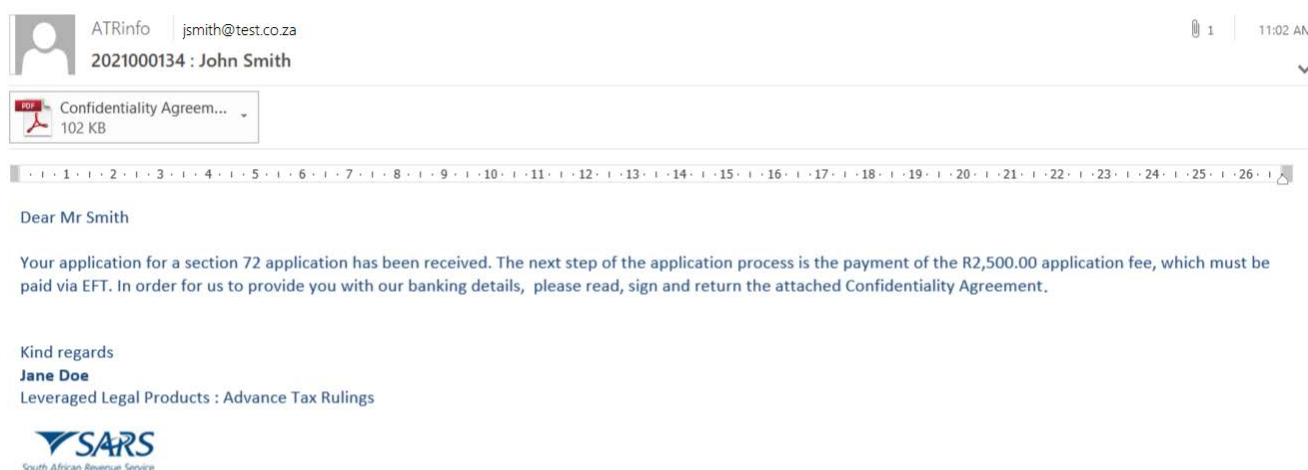 ATRinfo jsmith@test.co.za 1 11:02 AM
2021000134 : John Smith
PDF
Confidentiality Agreem...
102 KB
1 2 3 4 5 6 7 8 9 10 11 12 13 14 15 16 17 18 19 20 21 22 23 24 25 26
Dear Mr Smith
Your application for a section 72 application has been received. The next step of the application process is the payment of the R2,500.00 application fee, which must be
paid via EFT. In order for us to provide you with our banking details, please read, sign and return the attached Confidentiality Agreement.
Kind regards
Jane Doe
Leveraged Legal Products : Advance Tax Rulings
SARS
South African Revenue Service